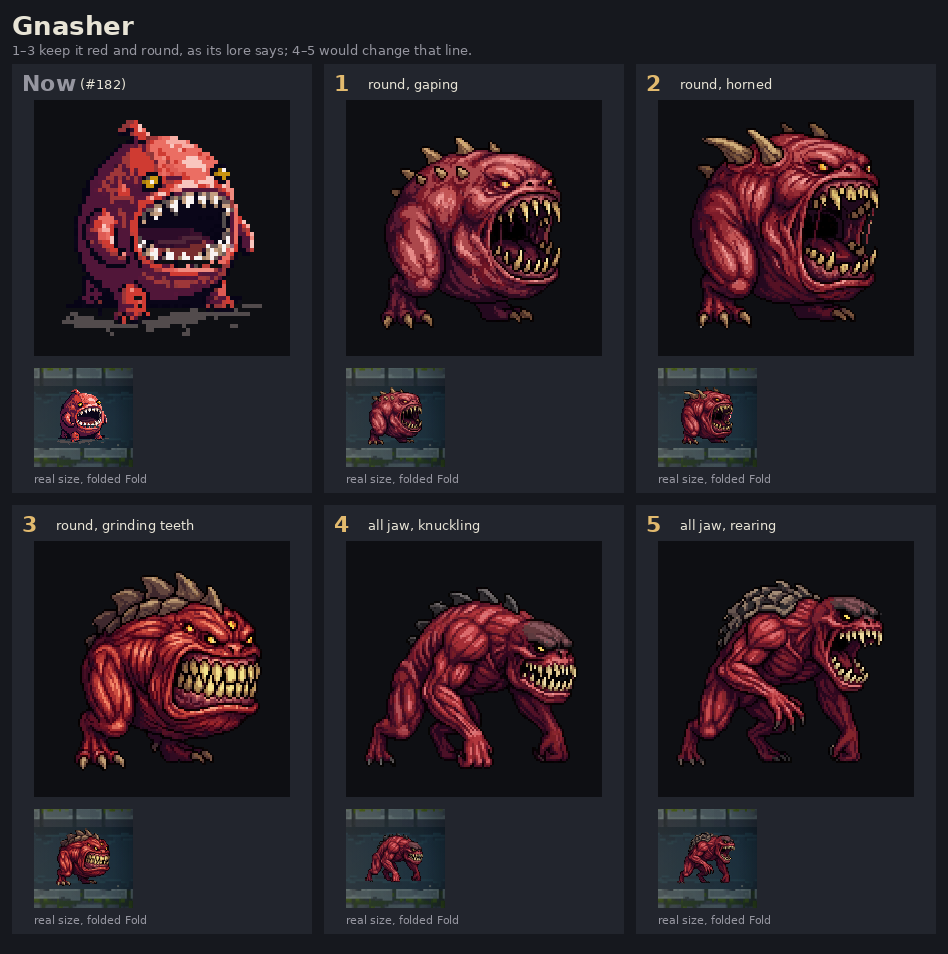 Gnasher
1–3 keep it red and round, as its lore says; 4–5 would change that line.
Now (#182)
1 round, gaping
2 round, horned
real size, folded Fold
real size, folded Fold
real size, folded Fold
3 round, grinding teeth
4 all jaw, knuckling
5 all jaw, rearing
real size, folded Fold
real size, folded Fold
real size, folded Fold